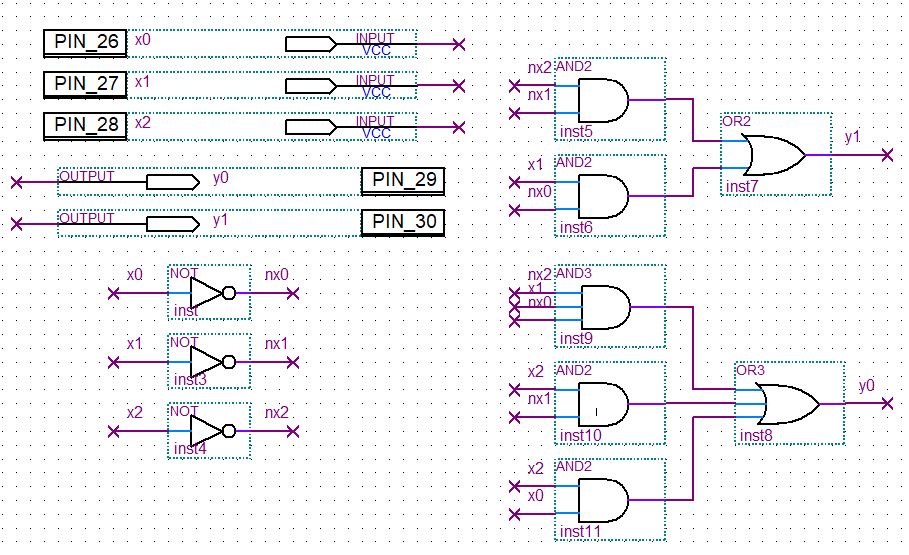 PIN_26 x0 INPUT
VCC
PIN_27 x1 INPUT
VCC
PIN_28 x2 INPUT
VCC
OUTPUT y0 PIN_29
OUTPUT y1 PIN_30
x0 NOT nx0
inst
x1 NOT nx1
inst3
x2 NOT nx2
inst4
nx2 AND2
nx1
inst5
x1 AND2
nx0
inst6
OR2
y1
inst7
nx2 AND3
x1
nx0
inst9
x2 AND2
nx1
inst10
x2 AND2
x0
inst11
OR3
y0
inst8